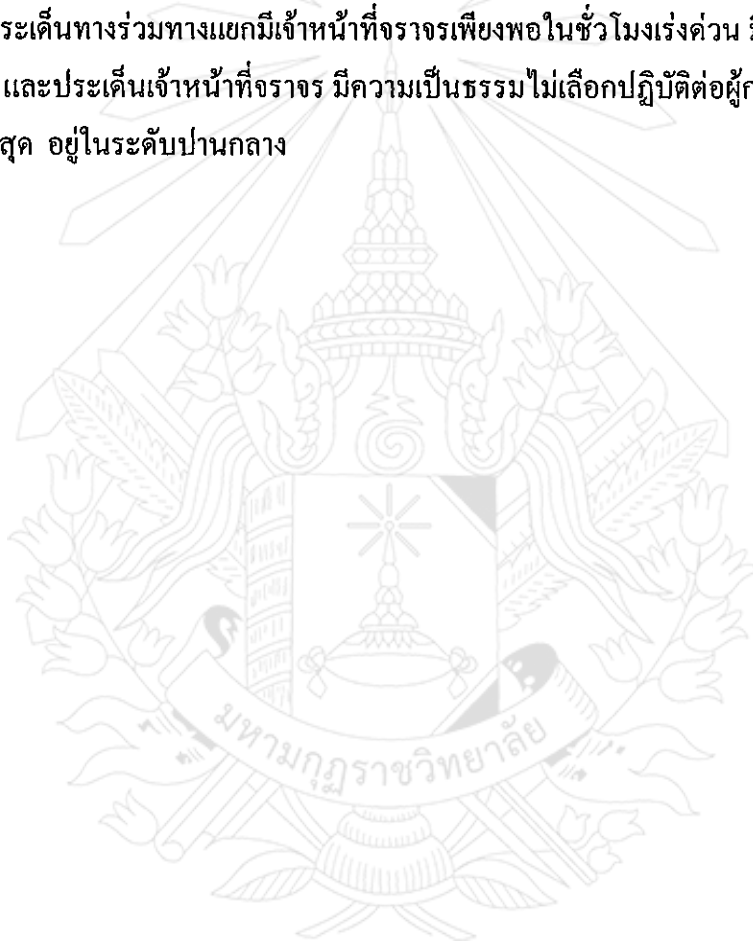 ระเด็นทางร่วมทางแยกมีเจ้าหน้าที่จราจรเพียงพอในชั่วโมงเร่งด่วน
และประเด็นเจ้าหน้าที่จราจร มีความเป็นธรรมไม่เลือกปฏิบัติต่อผู้ก
สุด อยู่ในระดับปานกลาง
มหามกุฏราชวิทยาลัย